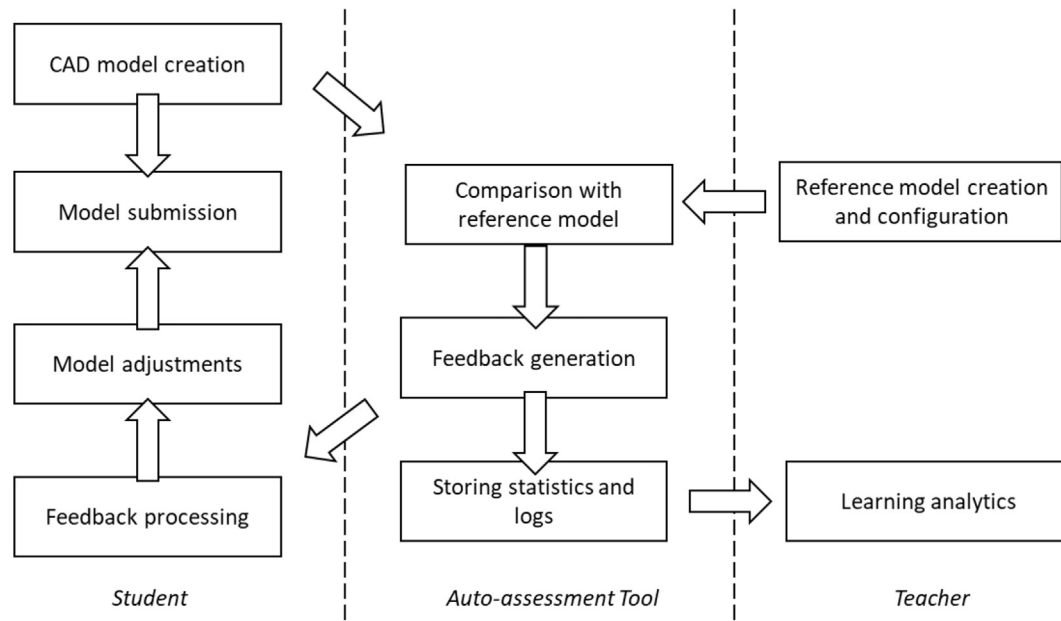 CAD model creation
Model submission
Model adjustments
Feedback processing
Student
Comparison with
reference model
Feedback generation
Storing statistics and
logs
Auto-assessment Tool
Reference model creation
and configuration
Learning analytics
Teacher